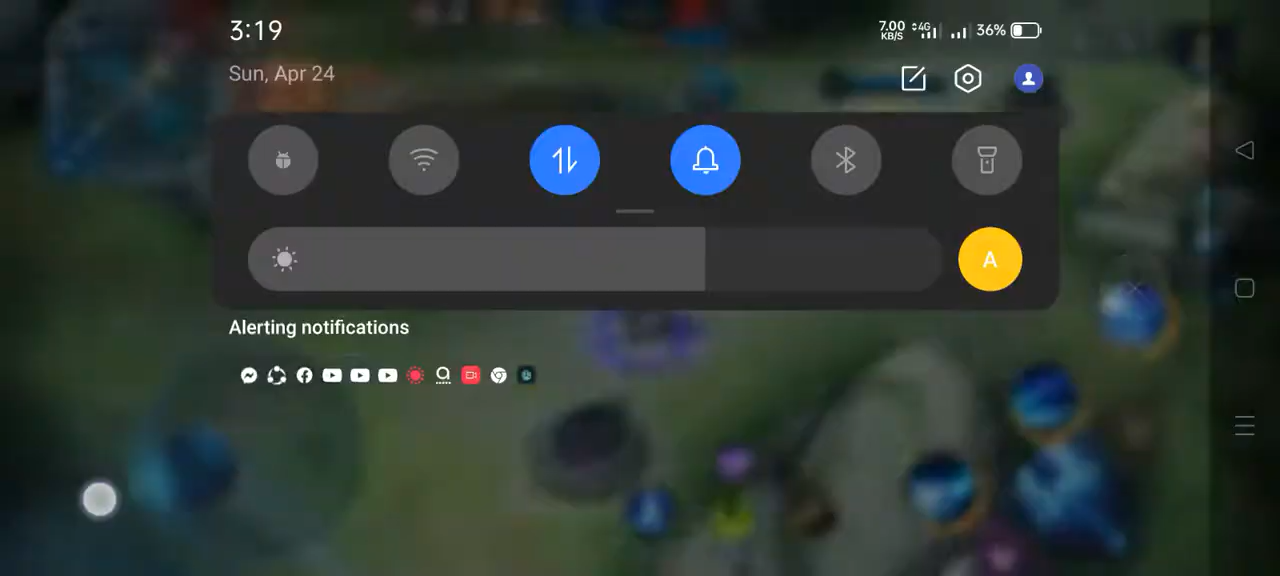 3:19
7.00
KB/S
4G
36%
Sun, Apr 24
A
Alerting notifications